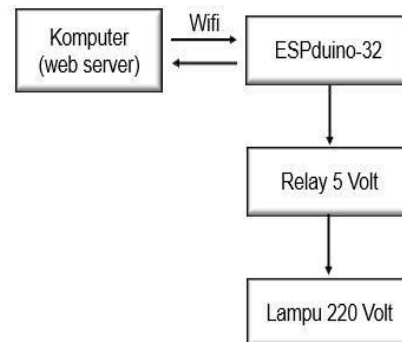 Komputer
(web server)
Wifi
ESPduino-32
Relay 5 Volt
Lampu 220 Volt